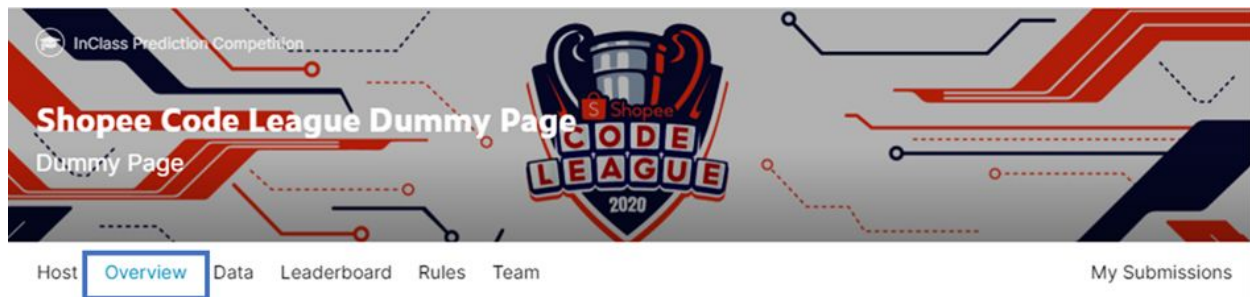 InClass Prediction Competition
Shopee Code League Dummy Page
Dummy Page
S Shopee
CODE
LEAGUE
2020
Host Overview Data Leaderboard Rules Team My Submissions